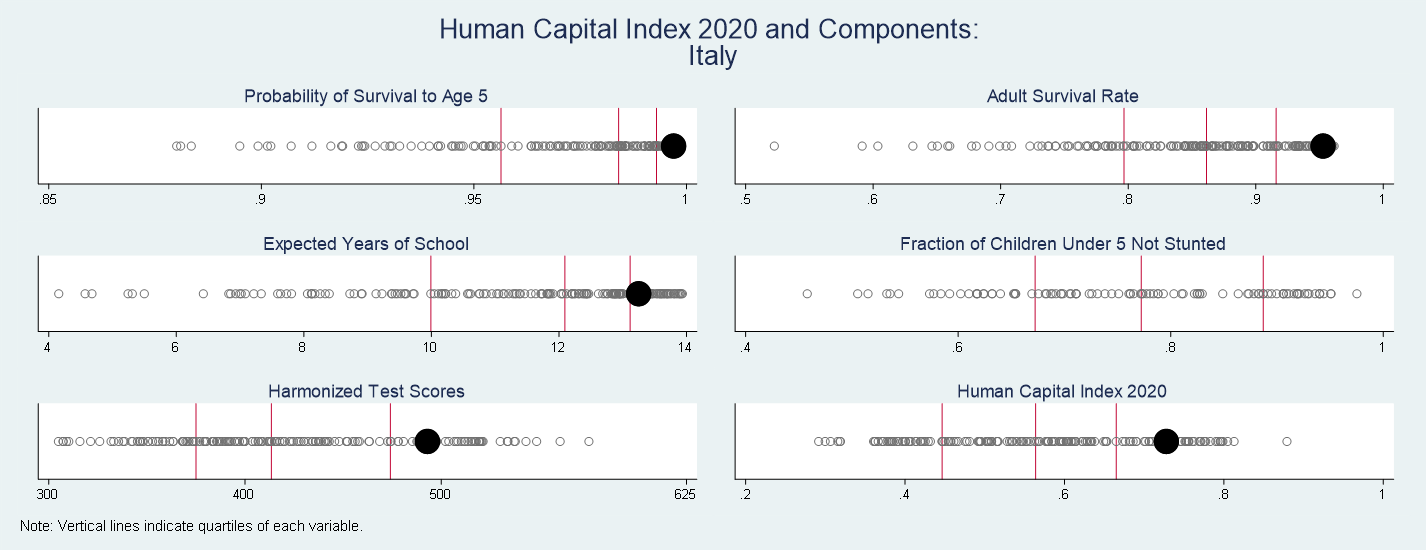 Human Capital Index 2020 and Components:
Italy
Probability of Survival to Age 5
.85 .9 .95 1
Adult Survival Rate
.5 .6 .7 .8 .9 1
Expected Years of School
4 6 8 10 12 14
Fraction of Children Under 5 Not Stunted
.4 .6 .8 1
Harmonized Test Scores
300 400 500 625
Human Capital Index 2020
.2 .4 .6 .8 1
Note: Vertical lines indicate quartiles of each variable.